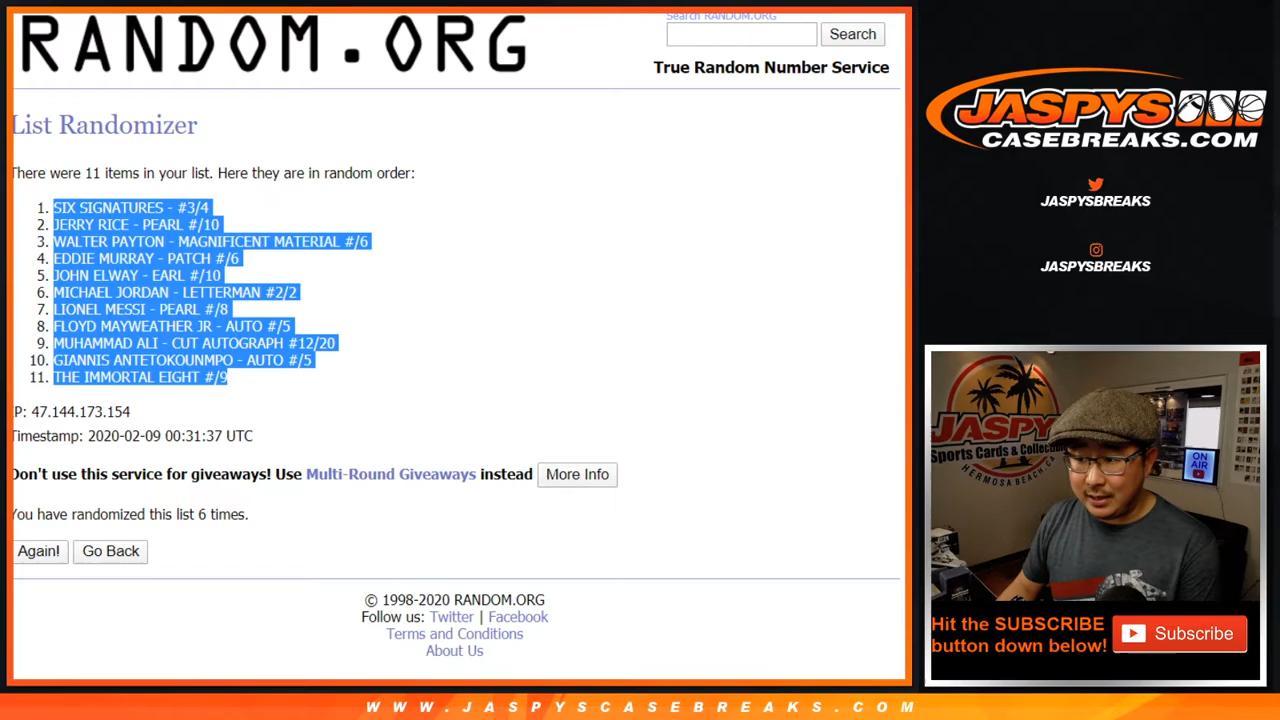 RANDOM.ORG
Search RANDOM.ORG
Search
True Random Number Service
List Randomizer
There were 11 items in your list. Here they are in random order:
1. SIX SIGNATURES - #3/4
2. JERRY RICE - PEARL #/10
3. WALTER PAYTON - MAGNIFICENT MATERIAL #/6
4. EDDIE MURRAY - PATCH #/6
5. JOHN ELWAY - EARL #/10
6. MICHAEL JORDAN - LETTERMAN #2/2
7. LIONEL MESSI - PEARL #/8
8. FLOYD MAYWEATHER JR - AUTO #/5
9. MUHAMMAD ALI - CUT AUTOGRAPH #12/20
10. GIANNIS ANTETOKOUNMPO - AUTO #/5
11. THE IMMORTAL EIGHT #/9
IP: 47.144.173.154
Timestamp: 2020-02-09 00:31:37 UTC
Don't use this service for giveaways! Use Multi-Round Giveaways instead More Info
You have randomized this list 6 times.
Again! Go Back
© 1998-2020 RANDOM.ORG
Follow us: Twitter | Facebook
Terms and Conditions
About Us
JASPYS
CASEBREAKS.COM
JASPYSBREAKS
JASPYSBREAKS
JASPYS
Sports Cards & Collectibles
HERMOSA BEACH, CA
ON
AIR
Hit the SUBSCRIBE
button down below!
Subscribe
WWW.JASPYSCASEBREAKS.COM